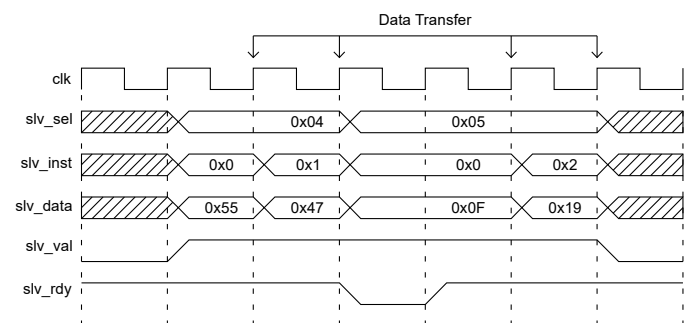 Data Transfer
clk
slv_sel 0x04 0x05
slv_inst 0x0 0x1 0x0 0x2
slv_data 0x55 0x47 0x0F 0x19
slv_val
slv_rdy